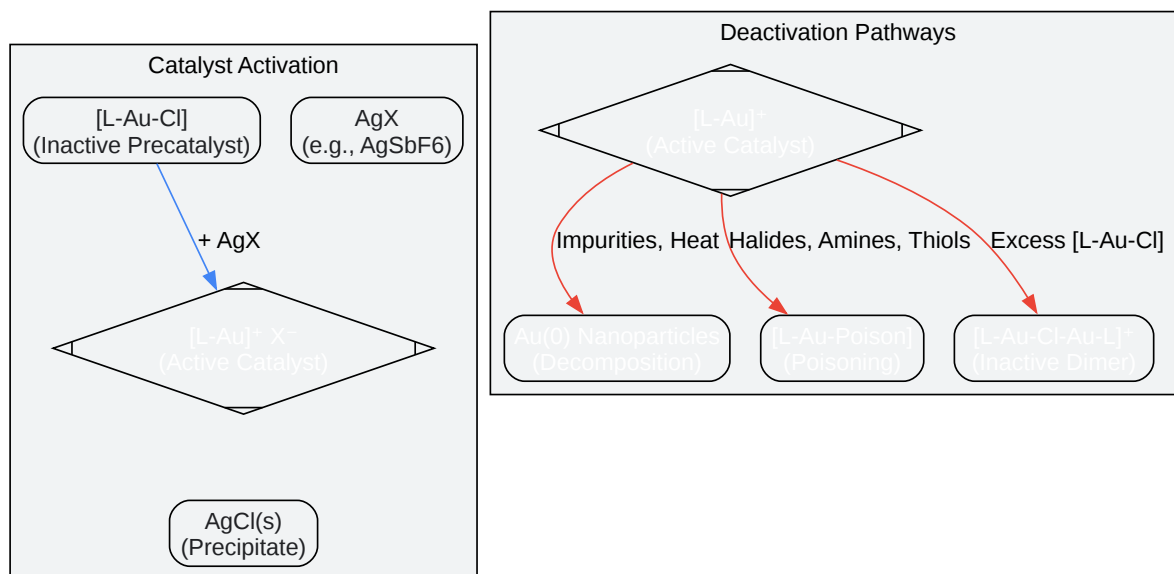 Catalyst Activation
[L-Au-Cl]
(Inactive Precatalyst)
AgX
(e.g., AgSbF6)
+ AgX
[L-Au]⁺ X⁻
(Active Catalyst)
AgCl(s)
(Precipitate)
Deactivation Pathways
[L-Au]⁺
(Active Catalyst)
Impurities, Heat
Halides, Amines, Thiols
Excess [L-Au-Cl]
Au(0) Nanoparticles
(Decomposition)
[L-Au-Poison]
(Poisoning)
[L-Au-Cl-Au-L]⁺
(Inactive Dimer)